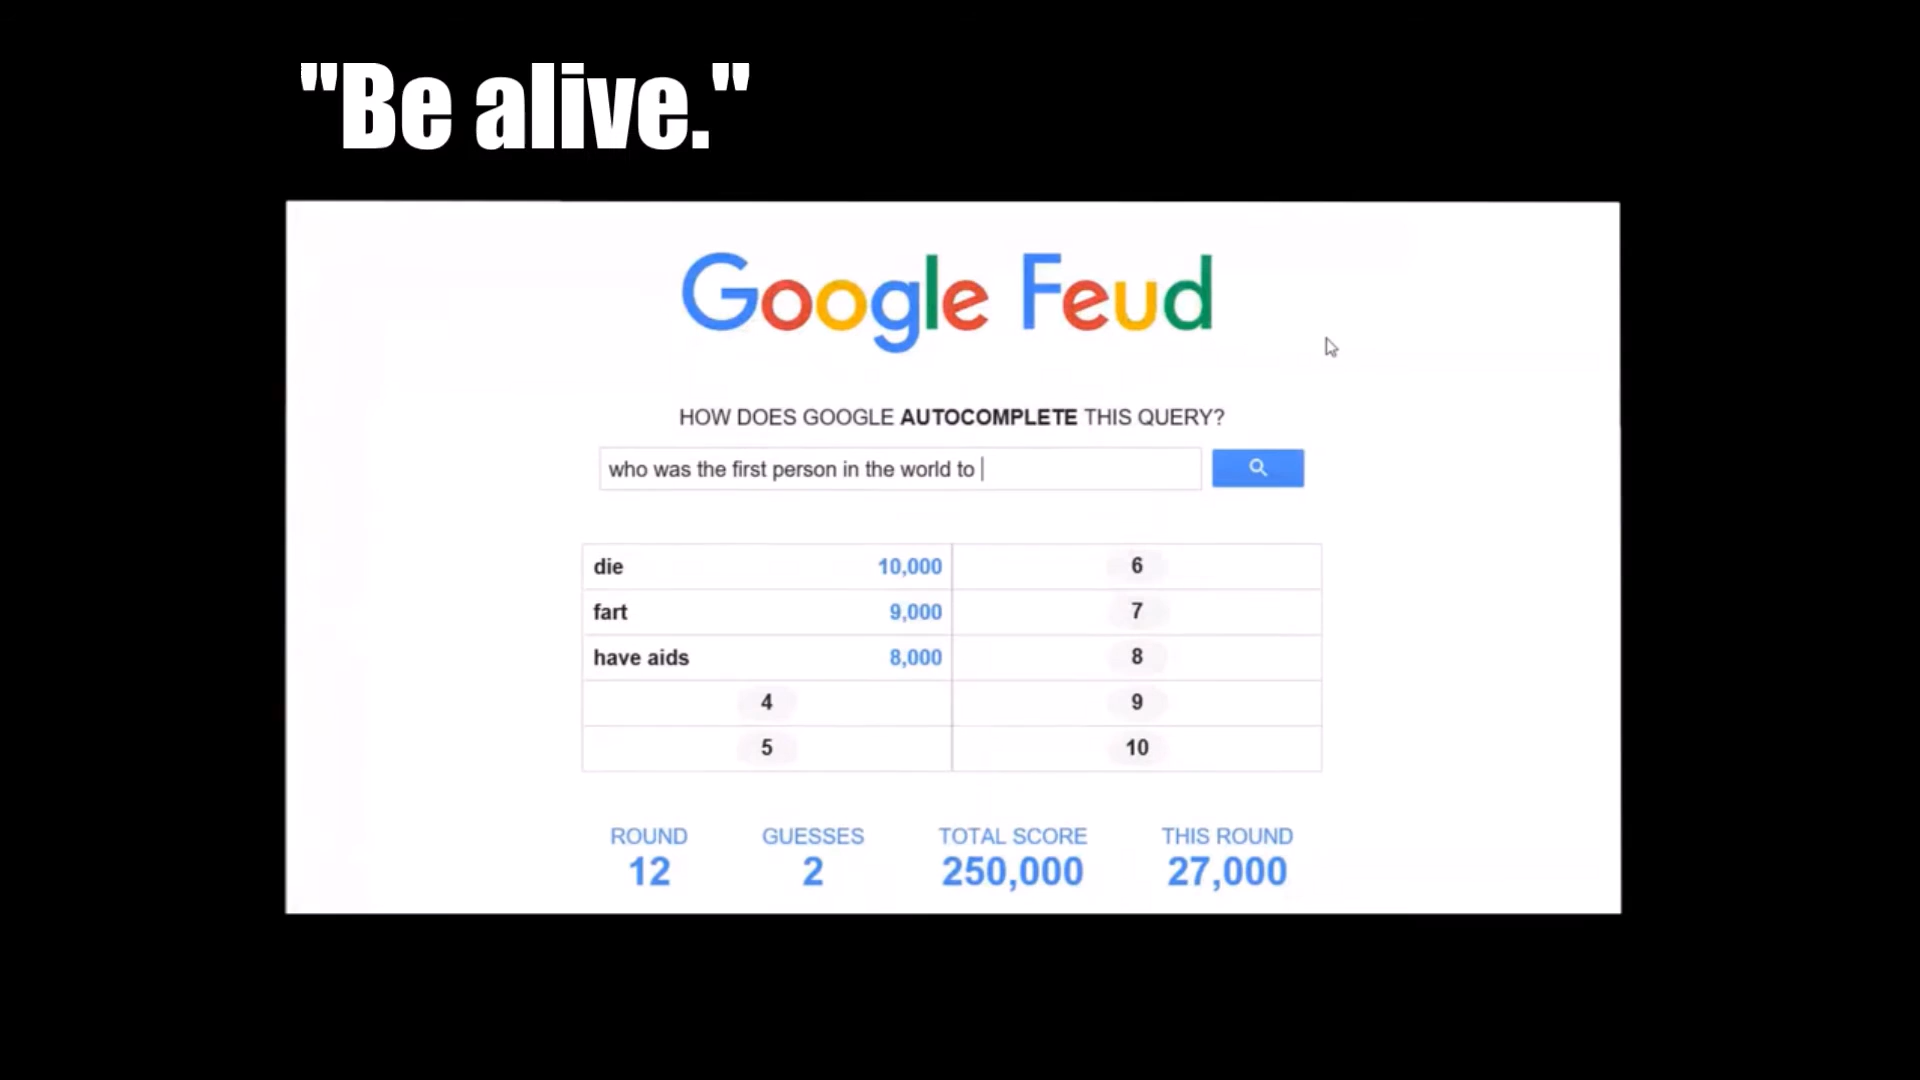 "Be alive."
Google Feud
HOW DOES GOOGLE AUTOCOMPLETE THIS QUERY?
who was the first person in the world to
die 10,000 6
fart 9,000 7
have aids 8,000 8
4 9
5 10
ROUND GUESSES TOTAL SCORE THIS ROUND
12 2 250,000 27,000